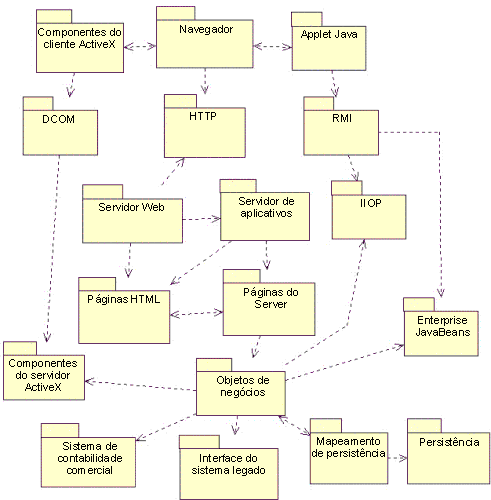 Componentes do
cliente ActiveX
Navegador
Applet Java
DCOM
HTTP
RMI
Servidor Web
Servidor de
aplicativos
IIOP
Páginas HTML
Páginas do
Server
Enterprise
JavaBeans
Componentes
do servidor
ActiveX
Objetos de
negócios
Sistema de
contabilidade
comercial
Interface do
sistema legado
Mapeamento
de persistência
Persistência